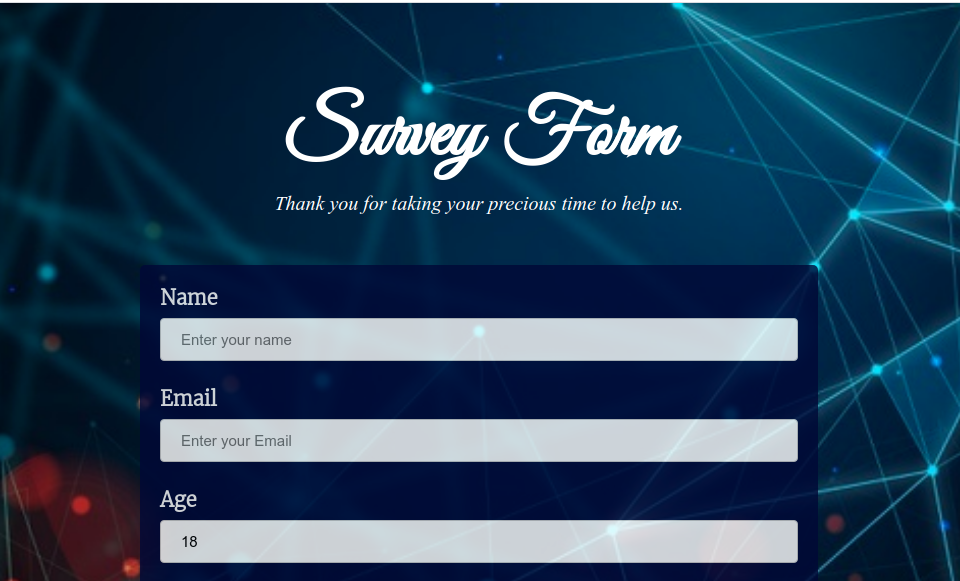 Survey Form
Thank you for taking your precious time to help us.
Name
Enter your name
Email
Enter your Email
Age
18